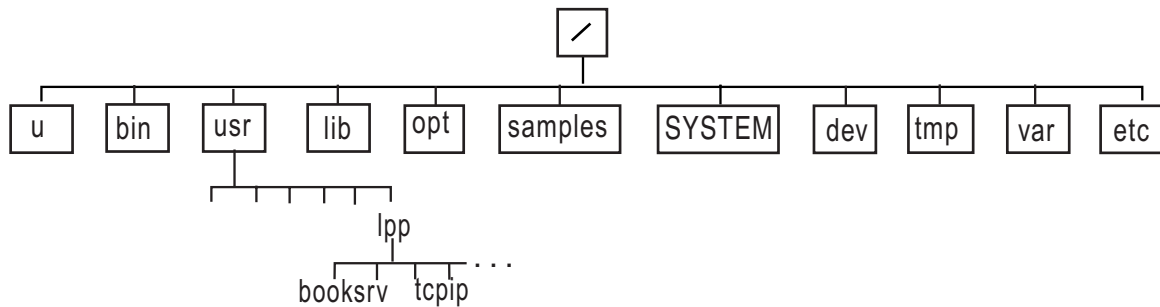 /
u bin usr lib opt samples SYSTEM dev tmp var etc
lpp
. . .
booksrv tcpip